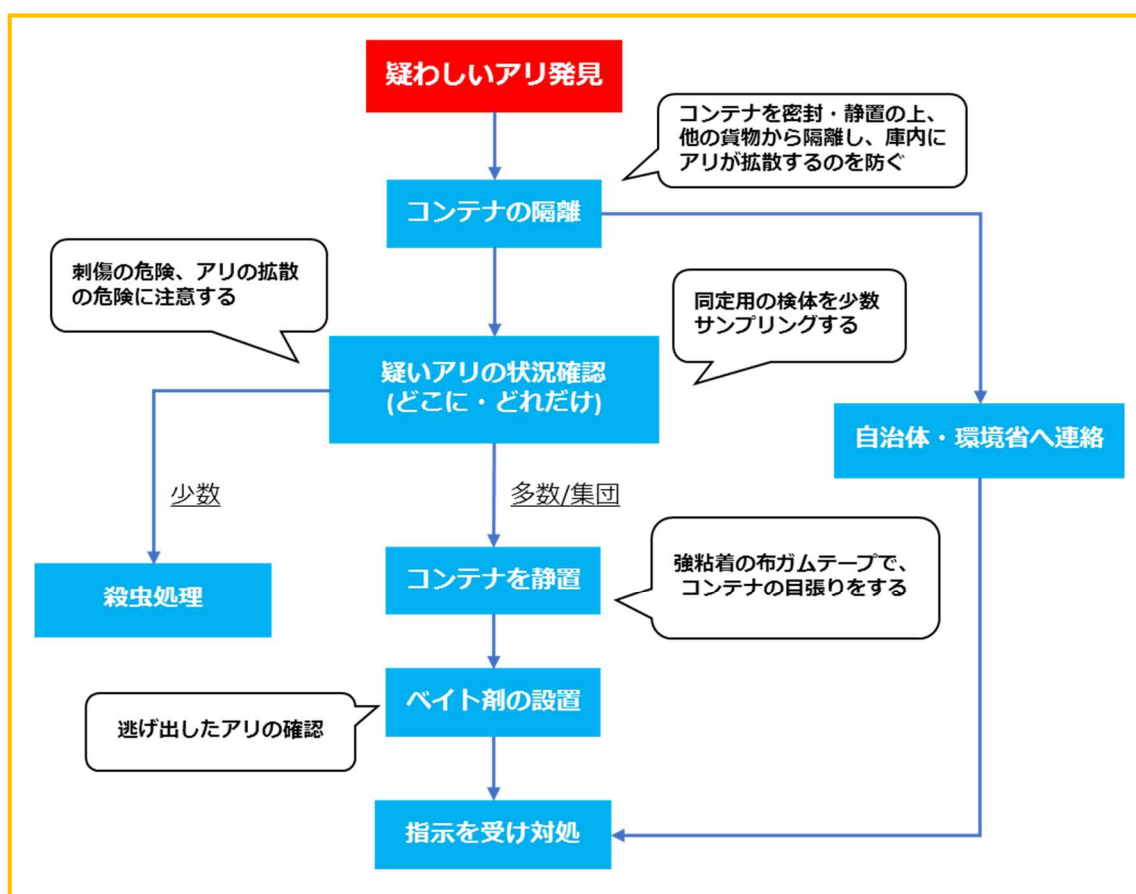 疑わしいアリ発見
コンテナを密封・静置の上、
他の貨物から隔離し、庫内に
アリが拡散するのを防ぐ
コンテナの隔離
刺傷の危険、アリの拡散
の危険に注意する
同定用の検体を少数
サンプリングする
疑いアリの状況確認
(どこに・どれだけ)
自治体・環境省へ連絡
少数
多数/集団
強粘着の布ガムテープで、
コンテナの目張りをする
コンテナを静置
殺虫処理
ベイト剤の設置
逃げ出したアリの確認
指示を受け対処